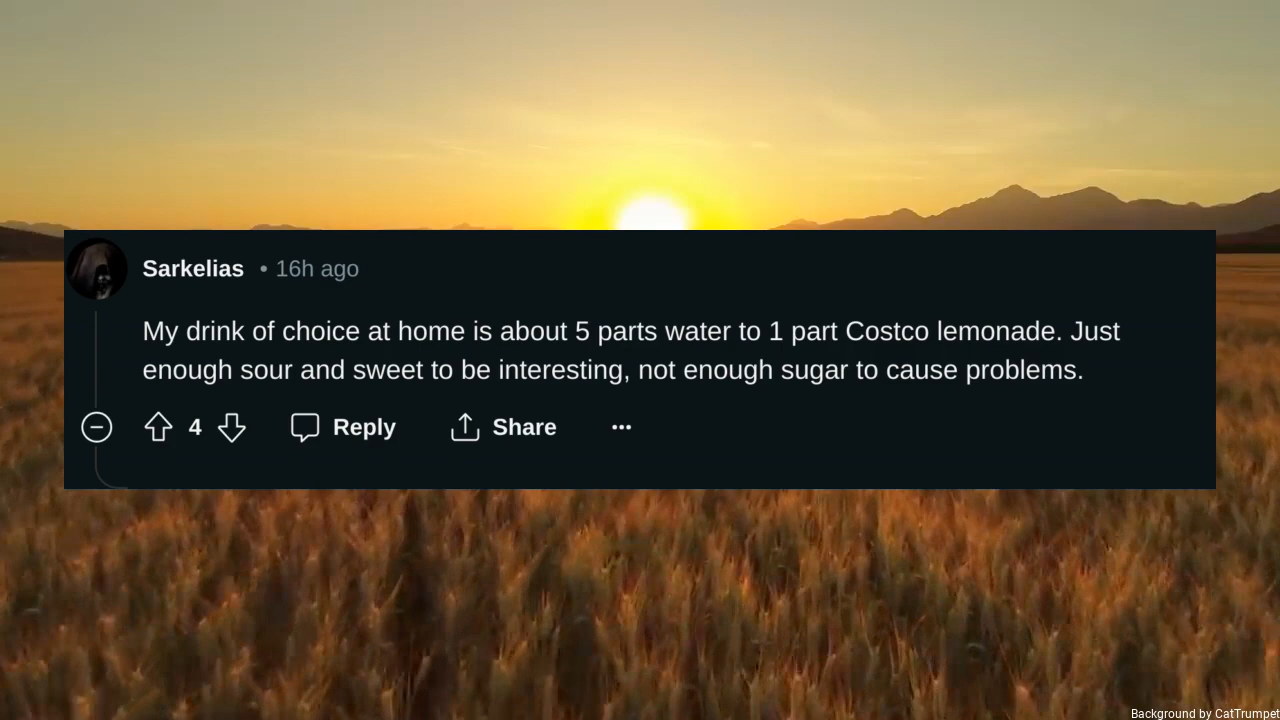 Sarkelias • 16h ago
My drink of choice at home is about 5 parts water to 1 part Costco lemonade. Just
enough sour and sweet to be interesting, not enough sugar to cause problems.
4 Reply Share
Background by CatTrumpet